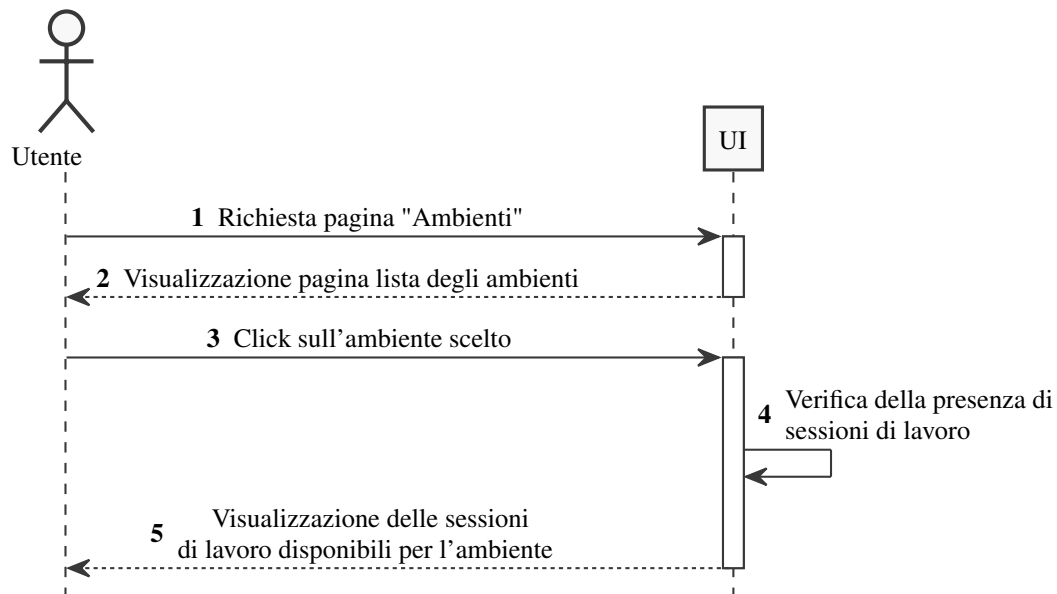 Utente
UI
1 Richiesta pagina "Ambienti"
2 Visualizzazione pagina lista degli ambienti
3 Click sull'ambiente scelto
4 Verifica della presenza di
sessioni di lavoro
5 Visualizzazione delle sessioni
di lavoro disponibili per l'ambiente